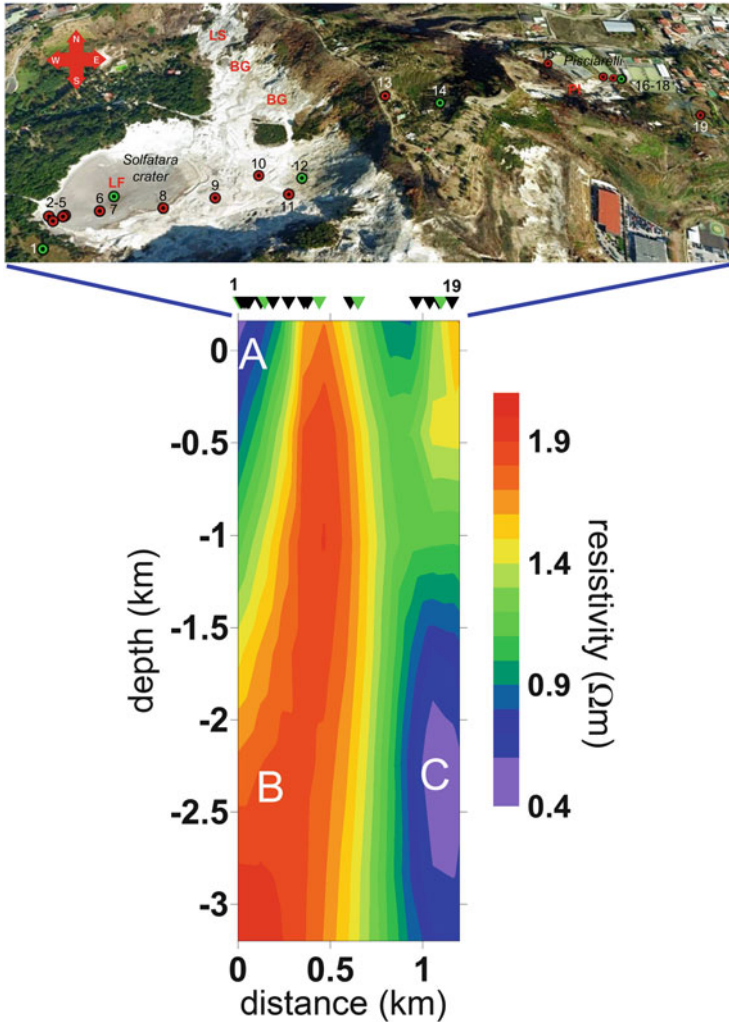 N
W E
S
LS
BG
BG
Solfatara
crater
LF
1
2-5
6
7
8
9
10
11
12
13
14
15
Pisciarelli
PI
16-18
19
1 19
A
B
C
0
-0.5
-1
-1.5
-2
-2.5
-3
depth (km)
0 0.5 1
distance (km)
1.9
1.4
0.9
0.4
resistivity (Ωm)